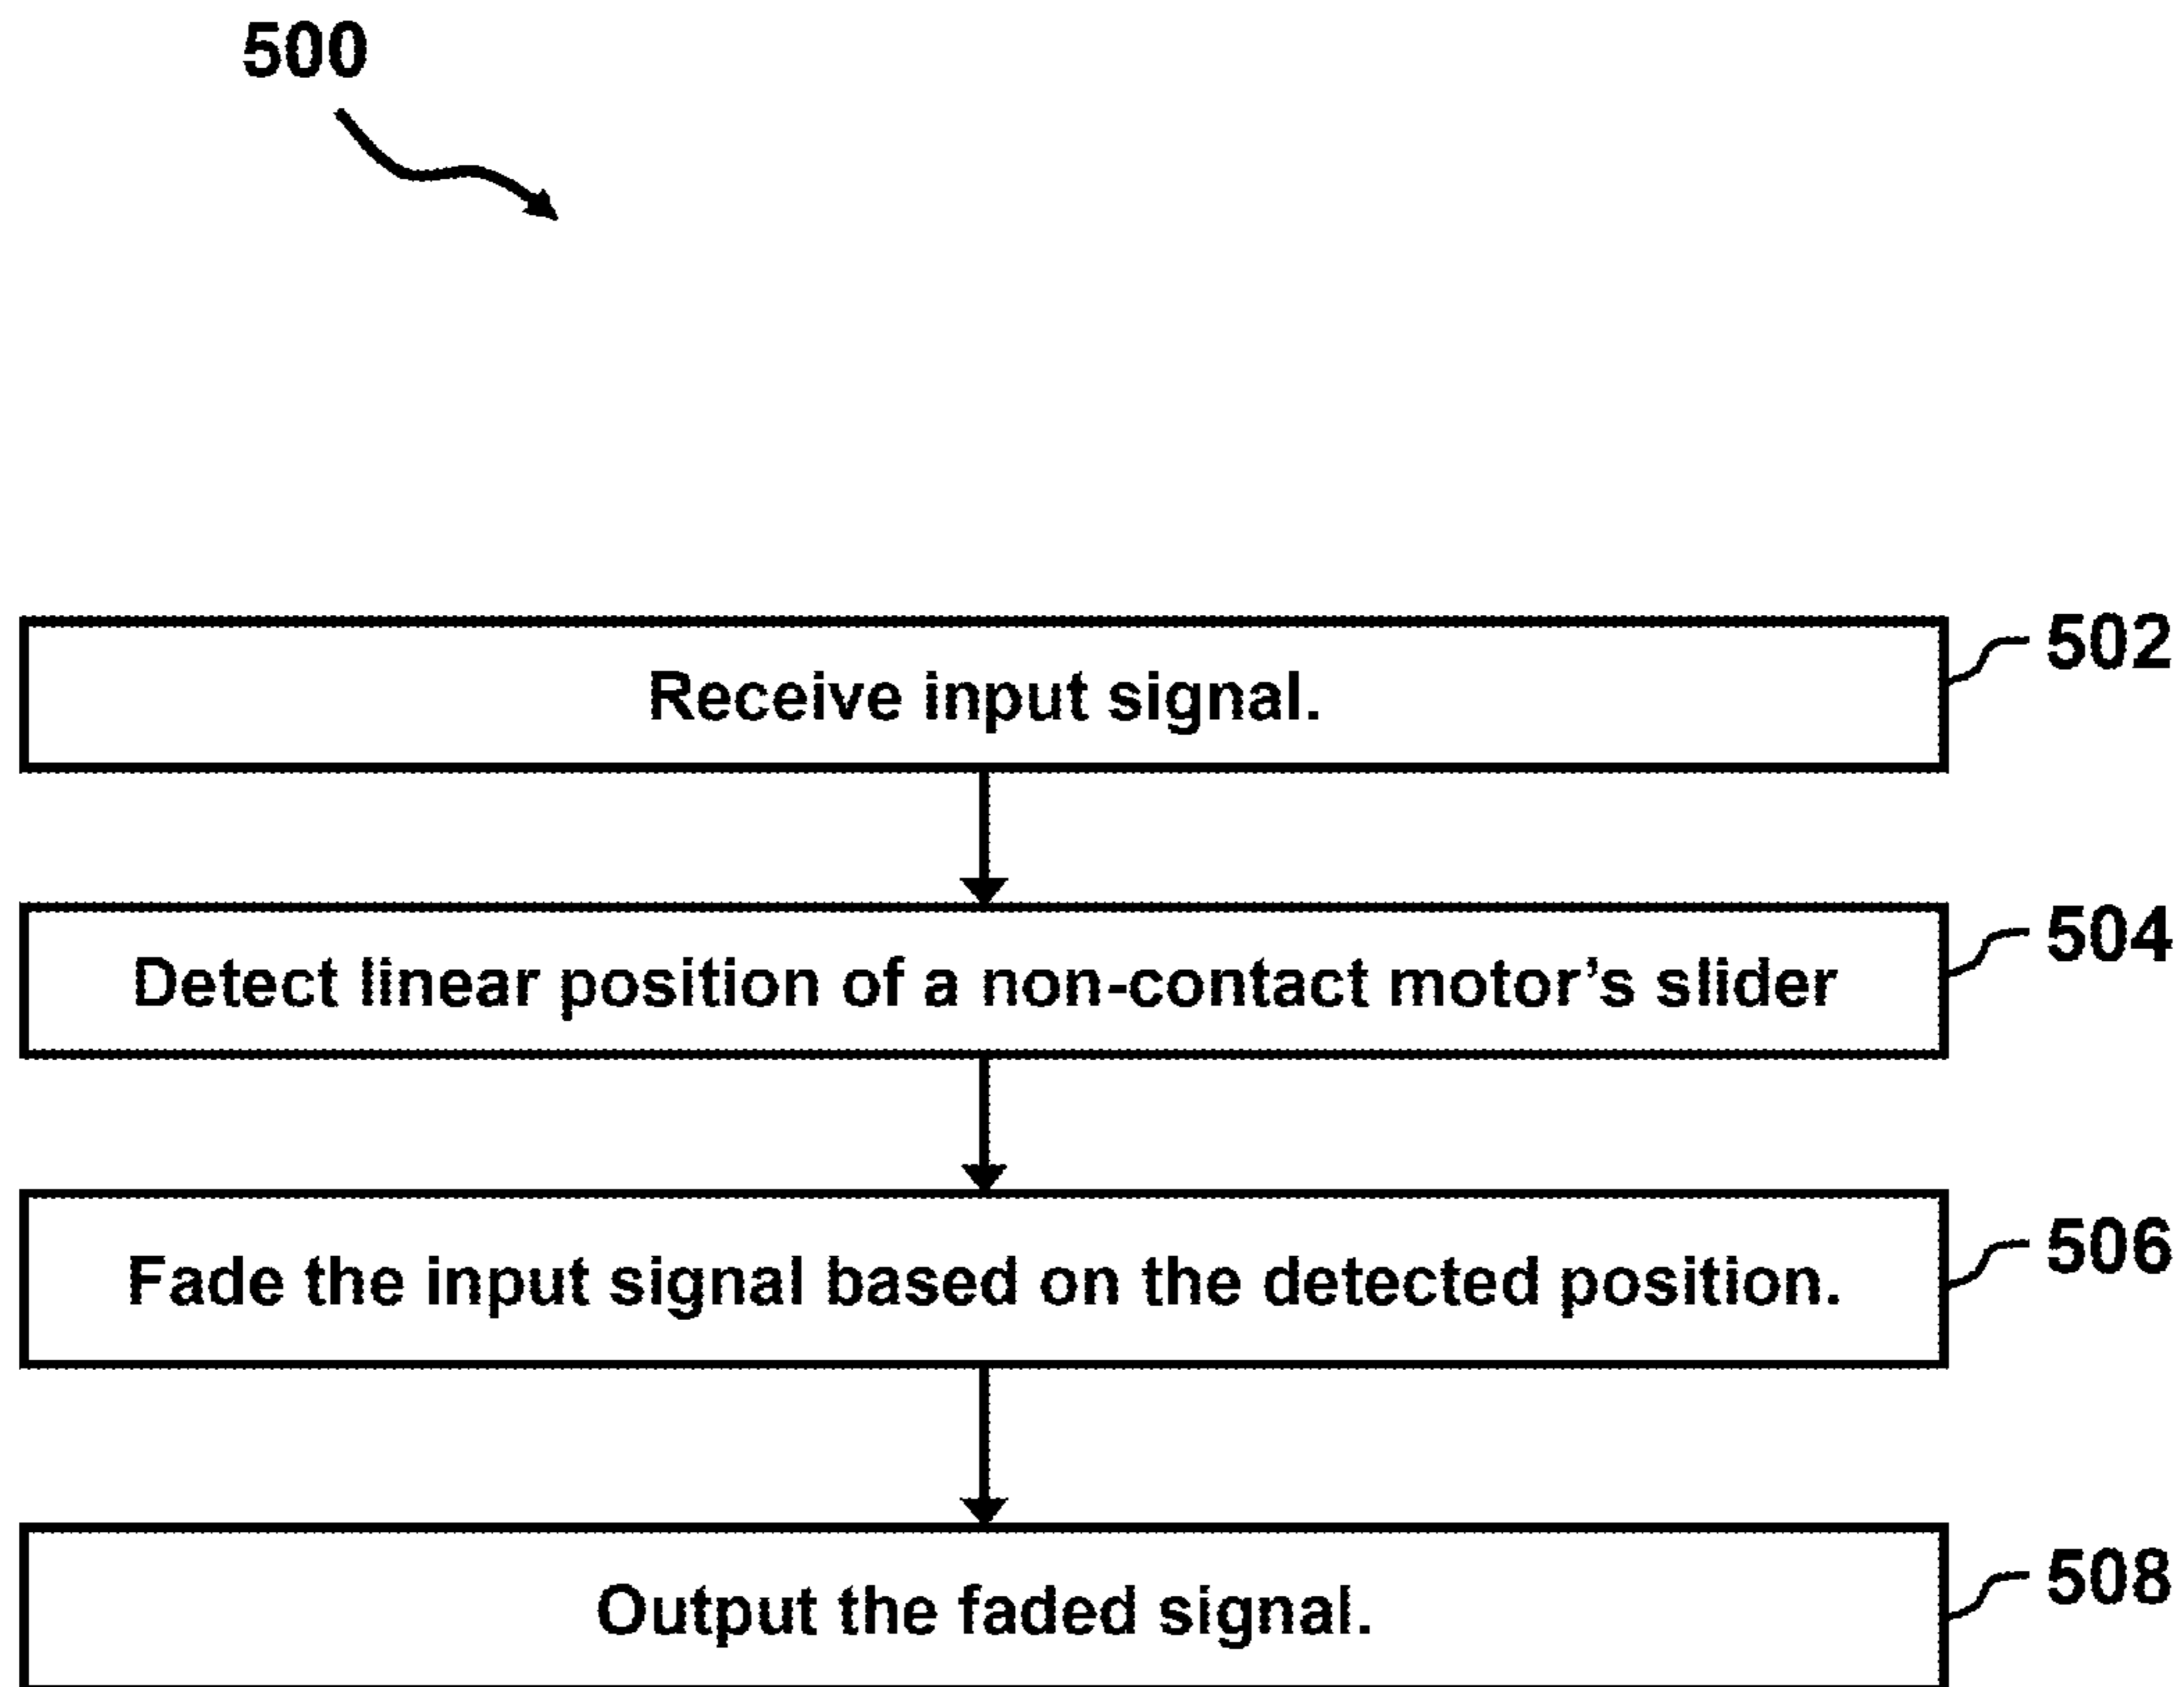 500
Receive input signal.
502
Detect linear position of a non-contact motor’s slider
504
Fade the input signal based on the detected position.
506
Output the faded signal.
508